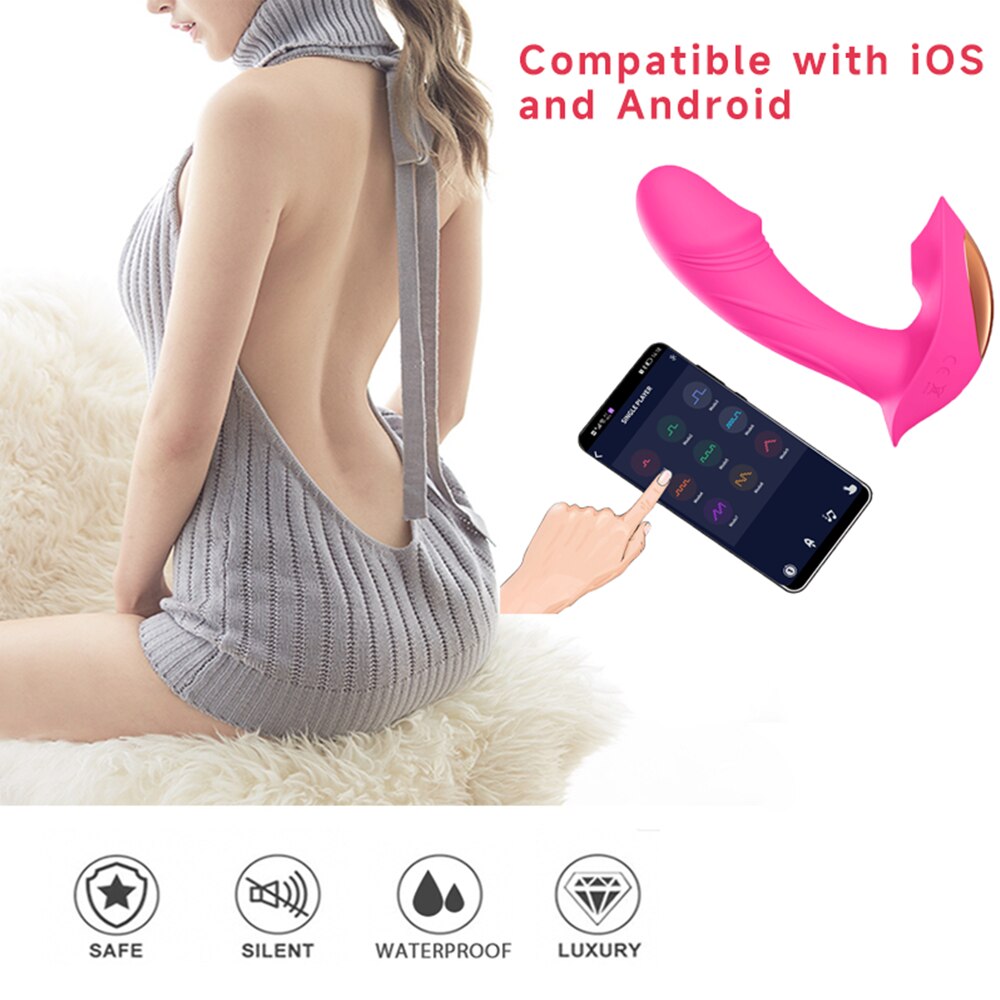 Compatible with iOS
and Android
SINGLE PLAYER
SAFE
SILENT
WATERPROOF
LUXURY